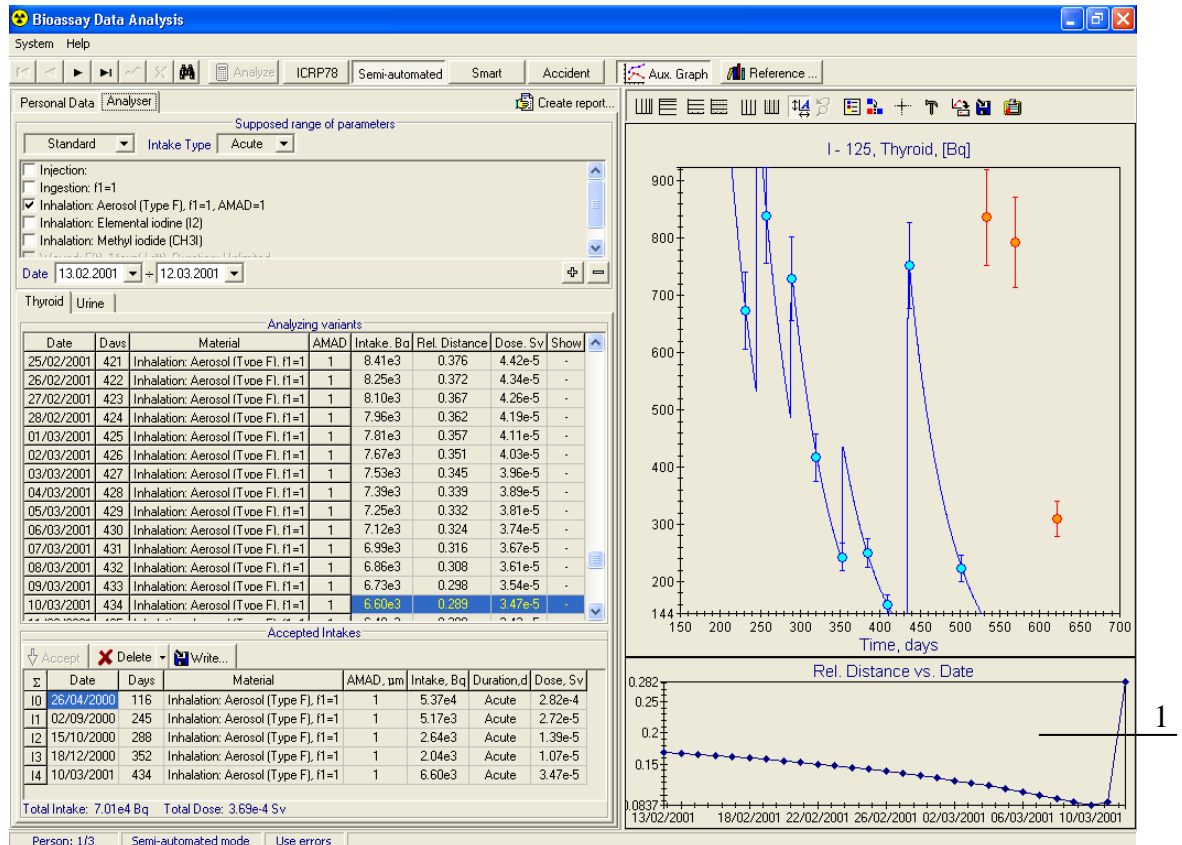 Bioassay Data Analysis
System Help
Analyze ICRP78 Semi-automated Smart Accident Aux. Graph Reference ...
Personal Data Analyser Create report...
Supposed range of parameters
Standard Intake Type Acute
Injection:
Ingestion: f1=1
Inhalation: Aerosol (Type F), f1=1, AMAD=1
Inhalation: Elemental iodine (I2)
Inhalation: Methyl iodide (CH3I)
Date 13.02.2001 ÷ 12.03.2001
Thyroid Urine
Analyzing variants
Date Days Material AMAD Intake. Bq Rel. Distance Dose. Sv Show
25/02/2001 421 Inhalation: Aerosol (Type F). f1=1 1 8.41e3 0.376 4.42e-5 -
26/02/2001 422 Inhalation: Aerosol (Type F). f1=1 1 8.25e3 0.372 4.34e-5 -
27/02/2001 423 Inhalation: Aerosol (Type F). f1=1 1 8.10e3 0.367 4.26e-5 -
28/02/2001 424 Inhalation: Aerosol (Type F). f1=1 1 7.96e3 0.362 4.19e-5 -
01/03/2001 425 Inhalation: Aerosol (Type F). f1=1 1 7.81e3 0.357 4.11e-5 -
02/03/2001 426 Inhalation: Aerosol (Type F). f1=1 1 7.67e3 0.351 4.03e-5 -
03/03/2001 427 Inhalation: Aerosol (Type F). f1=1 1 7.53e3 0.345 3.96e-5 -
04/03/2001 428 Inhalation: Aerosol (Type F). f1=1 1 7.39e3 0.339 3.89e-5 -
05/03/2001 429 Inhalation: Aerosol (Type F). f1=1 1 7.25e3 0.332 3.81e-5 -
06/03/2001 430 Inhalation: Aerosol (Type F). f1=1 1 7.12e3 0.324 3.74e-5 -
07/03/2001 431 Inhalation: Aerosol (Type F). f1=1 1 6.99e3 0.316 3.67e-5 -
08/03/2001 432 Inhalation: Aerosol (Type F). f1=1 1 6.86e3 0.308 3.61e-5 -
09/03/2001 433 Inhalation: Aerosol (Type F). f1=1 1 6.73e3 0.298 3.54e-5 -
10/03/2001 434 Inhalation: Aerosol (Type F). f1=1 1 6.60e3 0.289 3.47e-5 -
Accepted Intakes
Accept Delete Write...
Σ Date Days Material AMAD, µm Intake, Bq Duration,d Dose, Sv
I0 26/04/2000 116 Inhalation: Aerosol (Type F), f1=1 1 5.37e4 Acute 2.82e-4
I1 02/09/2000 245 Inhalation: Aerosol (Type F), f1=1 1 5.17e3 Acute 2.72e-5
I2 15/10/2000 288 Inhalation: Aerosol (Type F), f1=1 1 2.64e3 Acute 1.39e-5
I3 18/12/2000 352 Inhalation: Aerosol (Type F), f1=1 1 2.04e3 Acute 1.07e-5
I4 10/03/2001 434 Inhalation: Aerosol (Type F), f1=1 1 6.60e3 Acute 3.47e-5
Total Intake: 7.01e4 Bq Total Dose: 3.69e-4 Sv
Person: 1/3 Semi-automated mode Use errors
I - 125, Thyroid, [Bq]
900
800
700
600
500
400
300
200
144
150 200 250 300 350 400 450 500 550 600 650 700
Time, days
Rel. Distance vs. Date
0.282
0.25
0.2
0.15
0.0837
13/02/2001 18/02/2001 22/02/2001 26/02/2001 02/03/2001 06/03/2001 10/03/2001
1